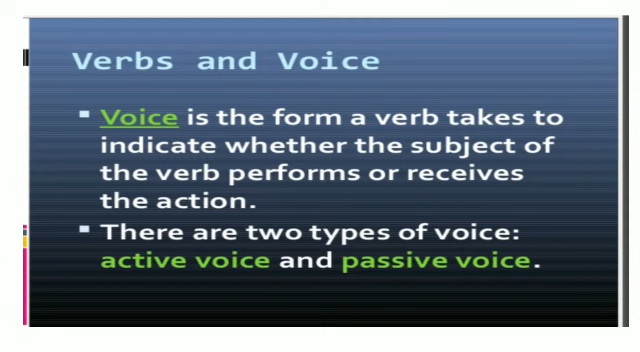 Verbs and Voice
▪ Voice is the form a verb takes to
indicate whether the subject of
the verb performs or receives
the action.
▪ There are two types of voice:
active voice and passive voice.